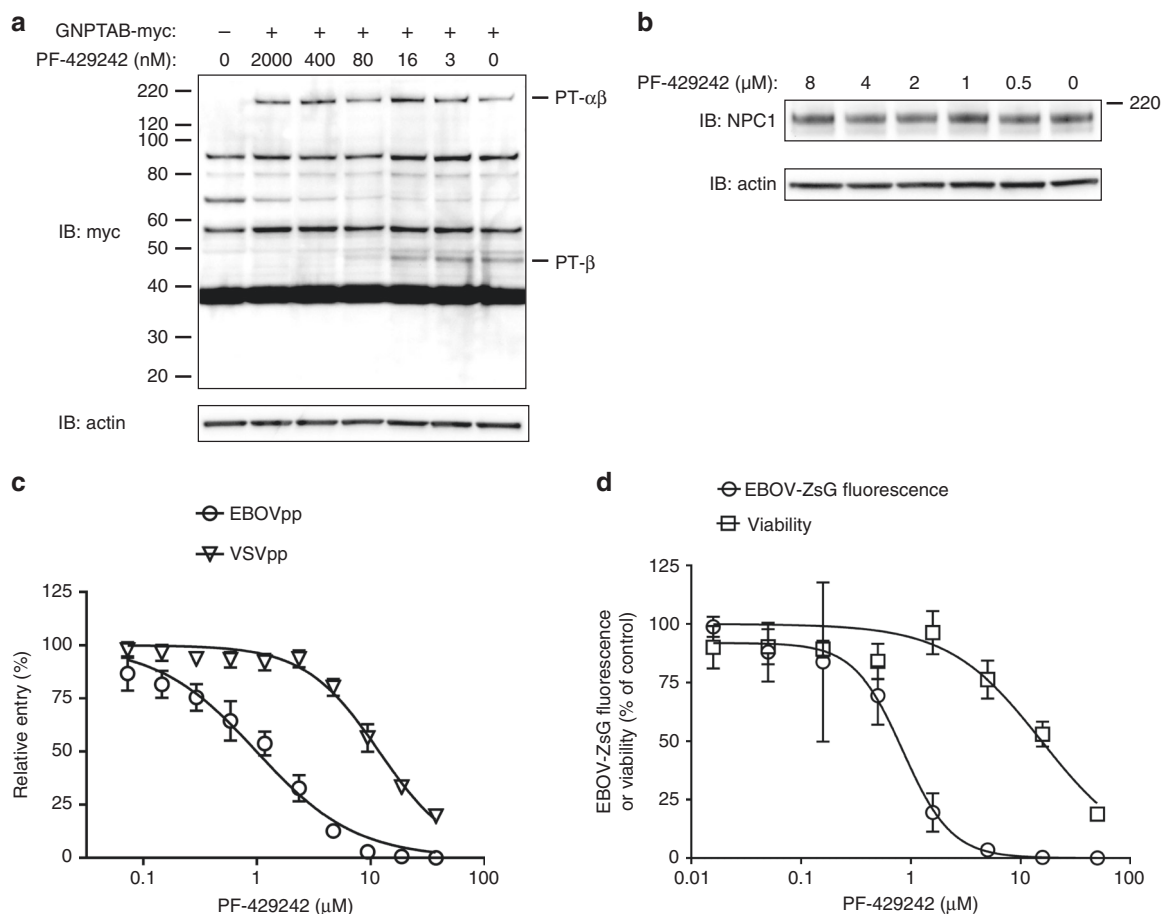 a
GNPTAB-myc: – + + + + + +
PF-429242 (nM): 0 2000 400 80 16 3 0
220
120
100
80
60
50
40
30
20
IB: myc
PT-αβ
PT-β
IB: actin
b
PF-429242 (µM): 8 4 2 1 0.5 0
IB: NPC1
220
IB: actin
c
EBOVpp
VSVpp
Relative entry (%)
125
100
75
50
25
0
0.1 1 10 100
PF-429242 (µM)
d
EBOV-ZsG fluorescence
Viability
EBOV-ZsG fluorescence
or viability (% of control)
125
100
75
50
25
0
0.01 0.1 1 10 100
PF-429242 (µM)